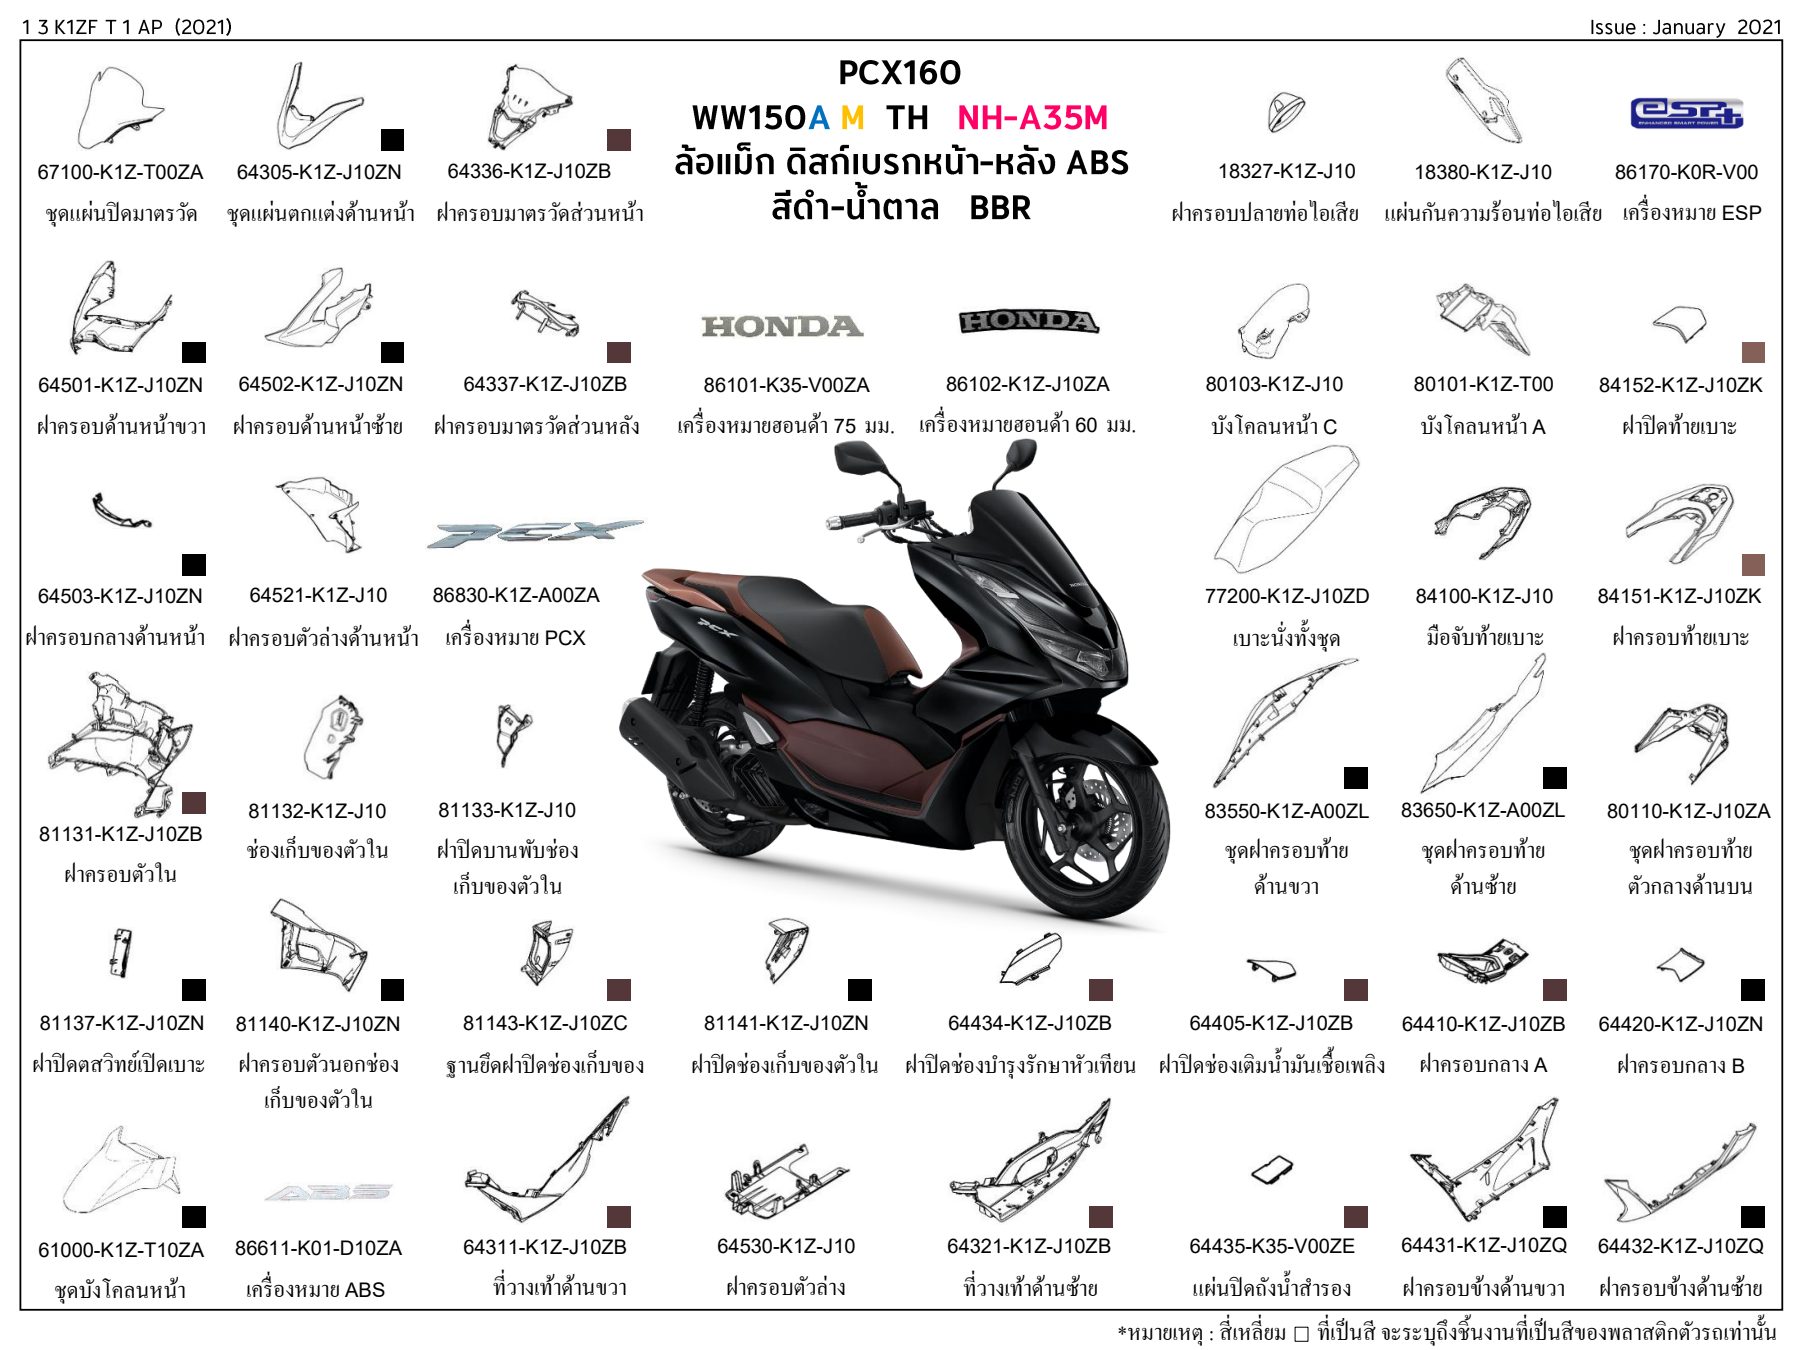 1 3 K1ZF T 1 AP (2021)
Issue : January 2021
PCX160
WW150A M TH NH-A35M
ล้อแม็ก ดิสก์เบรกหน้า-หลัง ABS
สีดำ-น้ำตาล BBR
67100-K1Z-T00ZA
ชุดแผ่นปิดมาตรวัด
64305-K1Z-J10ZN
ชุดแผ่นตกแต่งด้านหน้า
64336-K1Z-J10ZB
ฝาครอบมาตรวัดส่วนหน้า
18327-K1Z-J10
ฝาครอบปลายท่อไอเสีย
18380-K1Z-J10
แผ่นกันความร้อนท่อไอเสีย
eSP+
ENHANCED SMART POWER
86170-K0R-V00
เครื่องหมาย ESP
64501-K1Z-J10ZN
ฝาครอบด้านหน้าขวา
64502-K1Z-J10ZN
ฝาครอบด้านหน้าซ้าย
64337-K1Z-J10ZB
ฝาครอบมาตรวัดส่วนหลัง
HONDA
86101-K35-V00ZA
เครื่องหมายฮอนด้า 75 มม.
HONDA
86102-K1Z-J10ZA
เครื่องหมายฮอนด้า 60 มม.
80103-K1Z-J10
บังโคลนหน้า C
80101-K1Z-T00
บังโคลนหน้า A
84152-K1Z-J10ZK
ฝาปิดท้ายเบาะ
64503-K1Z-J10ZN
ฝาครอบกลางด้านหน้า
64521-K1Z-J10
ฝาครอบตัวล่างด้านหน้า
PCX
86830-K1Z-A00ZA
เครื่องหมาย PCX
HONDA
PCX
77200-K1Z-J10ZD
เบาะนั่งทั้งชุด
84100-K1Z-J10
มือจับท้ายเบาะ
84151-K1Z-J10ZK
ฝาครอบท้ายเบาะ
81131-K1Z-J10ZB
ฝาครอบตัวใน
81132-K1Z-J10
ช่องเก็บของตัวใน
81133-K1Z-J10
ฝาปิดบานพับช่อง
เก็บของตัวใน
83550-K1Z-A00ZL
ชุดฝาครอบท้าย
ด้านขวา
83650-K1Z-A00ZL
ชุดฝาครอบท้าย
ด้านซ้าย
80110-K1Z-J10ZA
ชุดฝาครอบท้าย
ตัวกลางด้านบน
81137-K1Z-J10ZN
ฝาปิดตสวิทย์เปิดเบาะ
81140-K1Z-J10ZN
ฝาครอบตัวนอกช่อง
เก็บของตัวใน
81143-K1Z-J10ZC
ฐานยึดฝาปิดช่องเก็บของ
81141-K1Z-J10ZN
ฝาปิดช่องเก็บของตัวใน
64434-K1Z-J10ZB
ฝาปิดช่องบำรุงรักษาหัวเทียน
64405-K1Z-J10ZB
ฝาปิดช่องเติมน้ำมันเชื้อเพลิง
64410-K1Z-J10ZB
ฝาครอบกลาง A
64420-K1Z-J10ZN
ฝาครอบกลาง B
61000-K1Z-T10ZA
ชุดบังโคลนหน้า
ABS
86611-K01-D10ZA
เครื่องหมาย ABS
64311-K1Z-J10ZB
ที่วางเท้าด้านขวา
64530-K1Z-J10
ฝาครอบตัวล่าง
64321-K1Z-J10ZB
ที่วางเท้าด้านซ้าย
64435-K35-V00ZE
แผ่นปิดถังน้ำสำรอง
64431-K1Z-J10ZQ
ฝาครอบข้างด้านขวา
64432-K1Z-J10ZQ
ฝาครอบข้างด้านซ้าย
*หมายเหตุ : สี่เหลี่ยม □ ที่เป็นสี จะระบุถึงชิ้นงานที่เป็นสีของพลาสติกตัวรถเท่านั้น